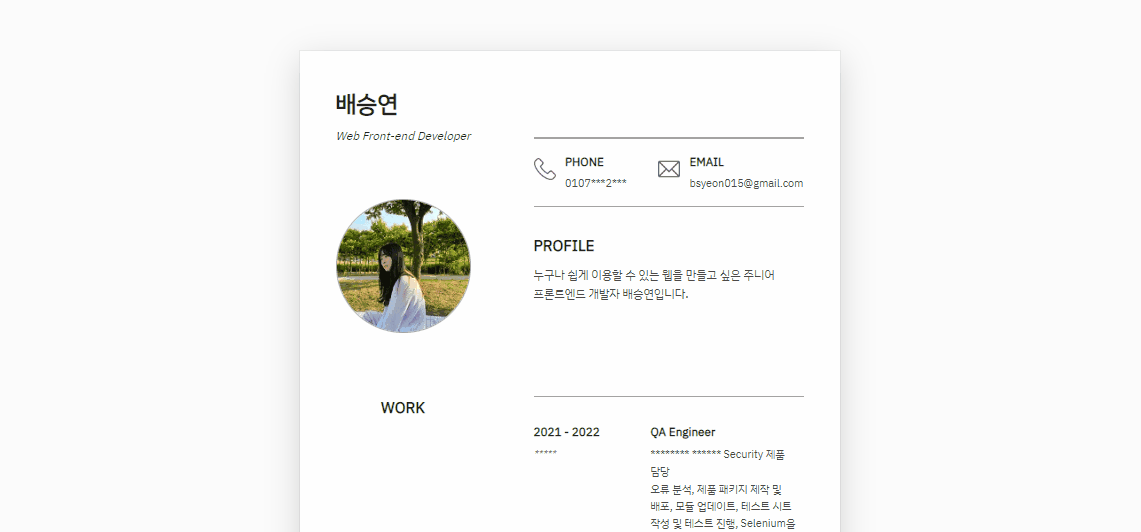 배승연
Web Front-end Developer
PHONE
0107***2***
EMAIL
bsyeon015@gmail.com
PROFILE
누구나 쉽게 이용할 수 있는 웹을 만들고 싶은 주니어
프론트엔드 개발자 배승연입니다.
WORK
2021 - 2022
*****
QA Engineer
******** ****** Security 제품
담당
오류 분석, 제품 패키지 제작 및
배포, 모듈 업데이트, 테스트 시트
작성 및 테스트 진행, Selenium을